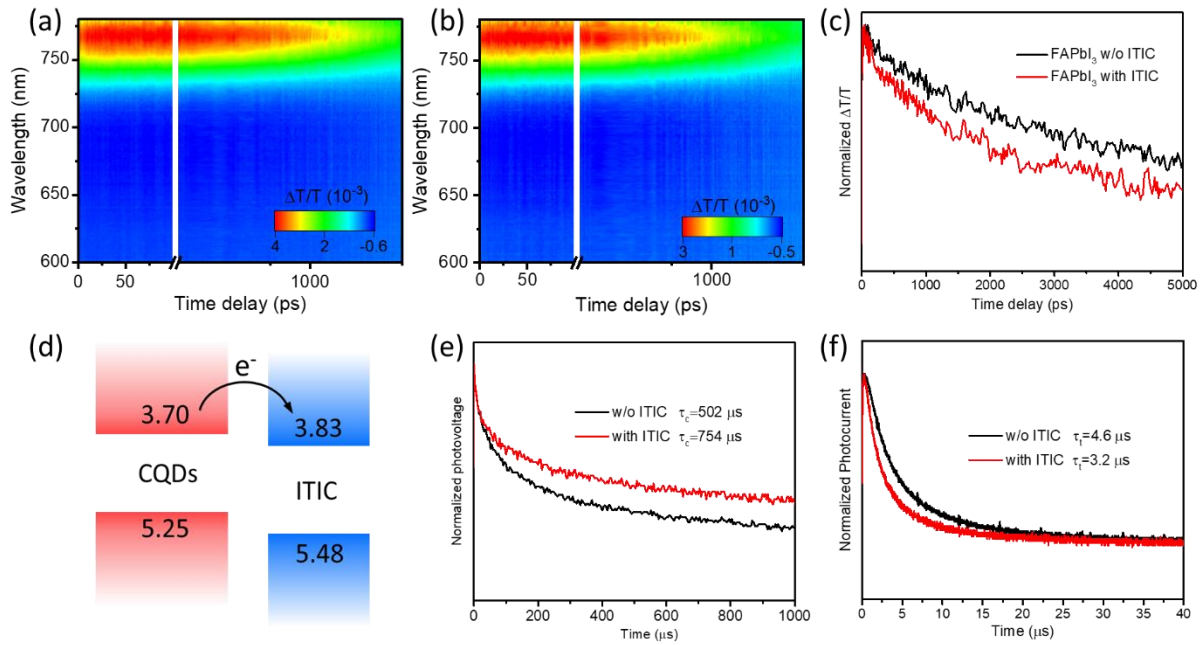 (a)
Wavelength (nm)
750
700
650
600
ΔT/T (10⁻³)
4 2 -0.6
0 50 1000
Time delay (ps)
(b)
Wavelength (nm)
750
700
650
600
ΔT/T (10⁻³)
3 1 -0.5
0 50 1000
Time delay (ps)
(c)
Normalized ΔT/T
FAPbI₃ w/o ITIC
FAPbI₃ with ITIC
0 1000 2000 3000 4000 5000
Time delay (ps)
(d)
e⁻
3.70
3.83
CQDs
ITIC
5.25
5.48
(e)
Normalized photovoltage
w/o ITIC τc=502 μs
with ITIC τc=754 μs
0 200 400 600 800 1000
Time (μs)
(f)
Normalized Photocurrent
w/o ITIC τt=4.6 μs
with ITIC τt=3.2 μs
0 5 10 15 20 25 30 35 40
Time (μs)